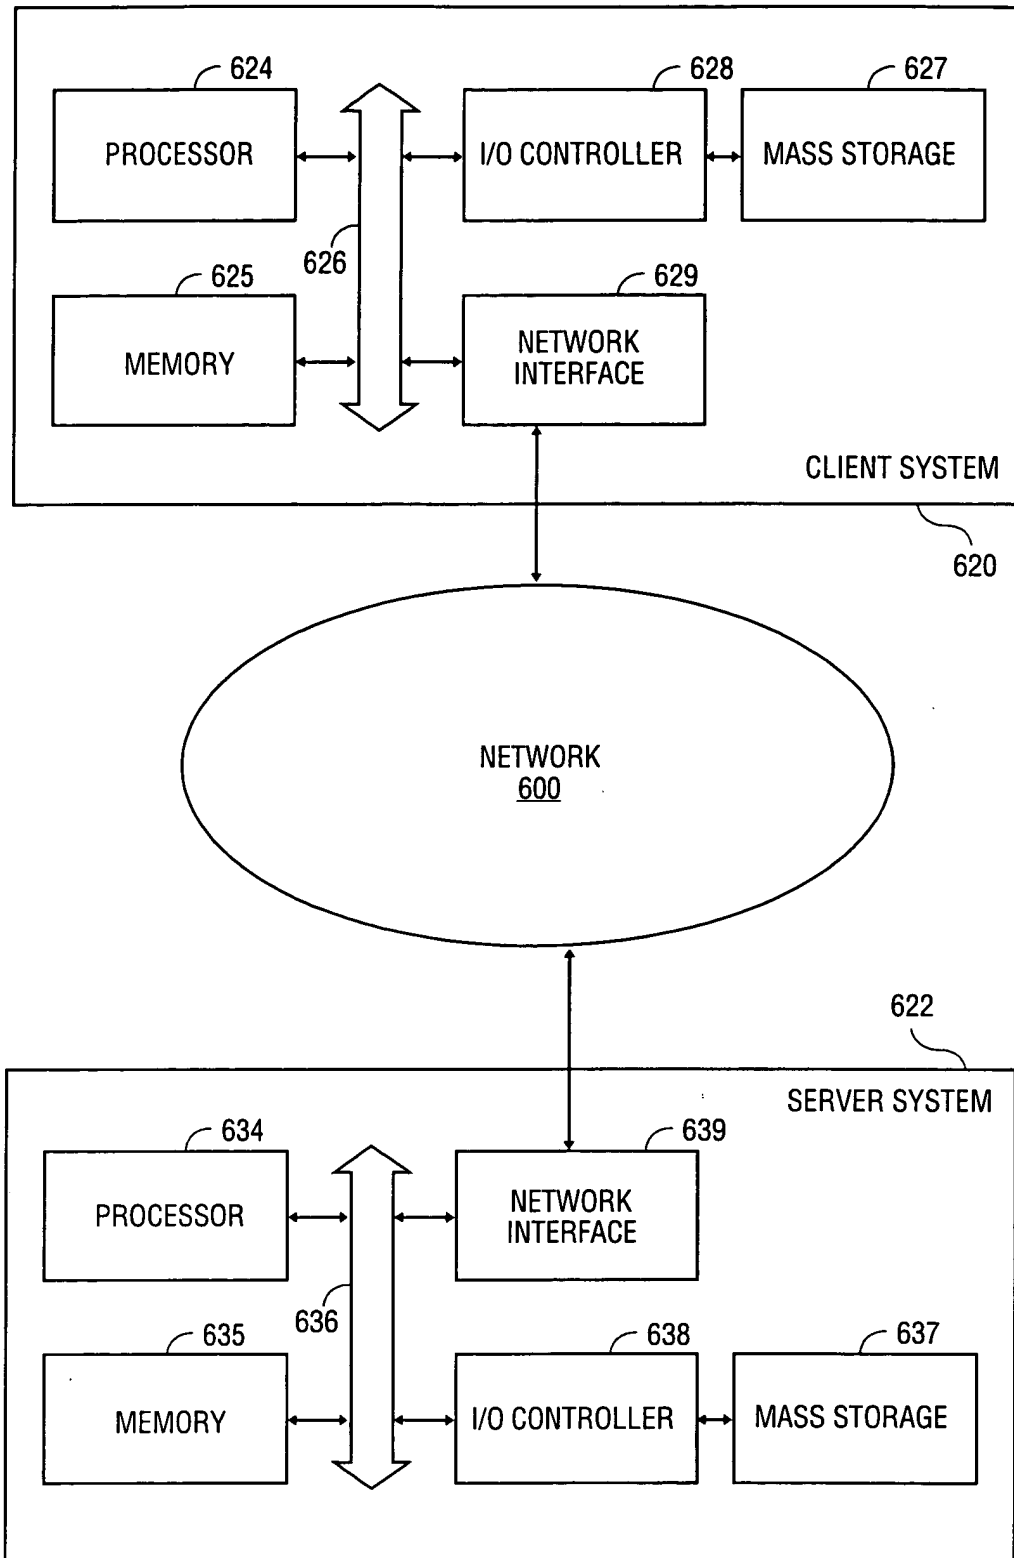 624
628
627
PROCESSOR
I/O CONTROLLER
MASS STORAGE
626
625
629
MEMORY
NETWORK
INTERFACE
CLIENT SYSTEM
620
NETWORK
600
622
SERVER SYSTEM
634
639
PROCESSOR
NETWORK
INTERFACE
636
635
638
637
MEMORY
I/O CONTROLLER
MASS STORAGE